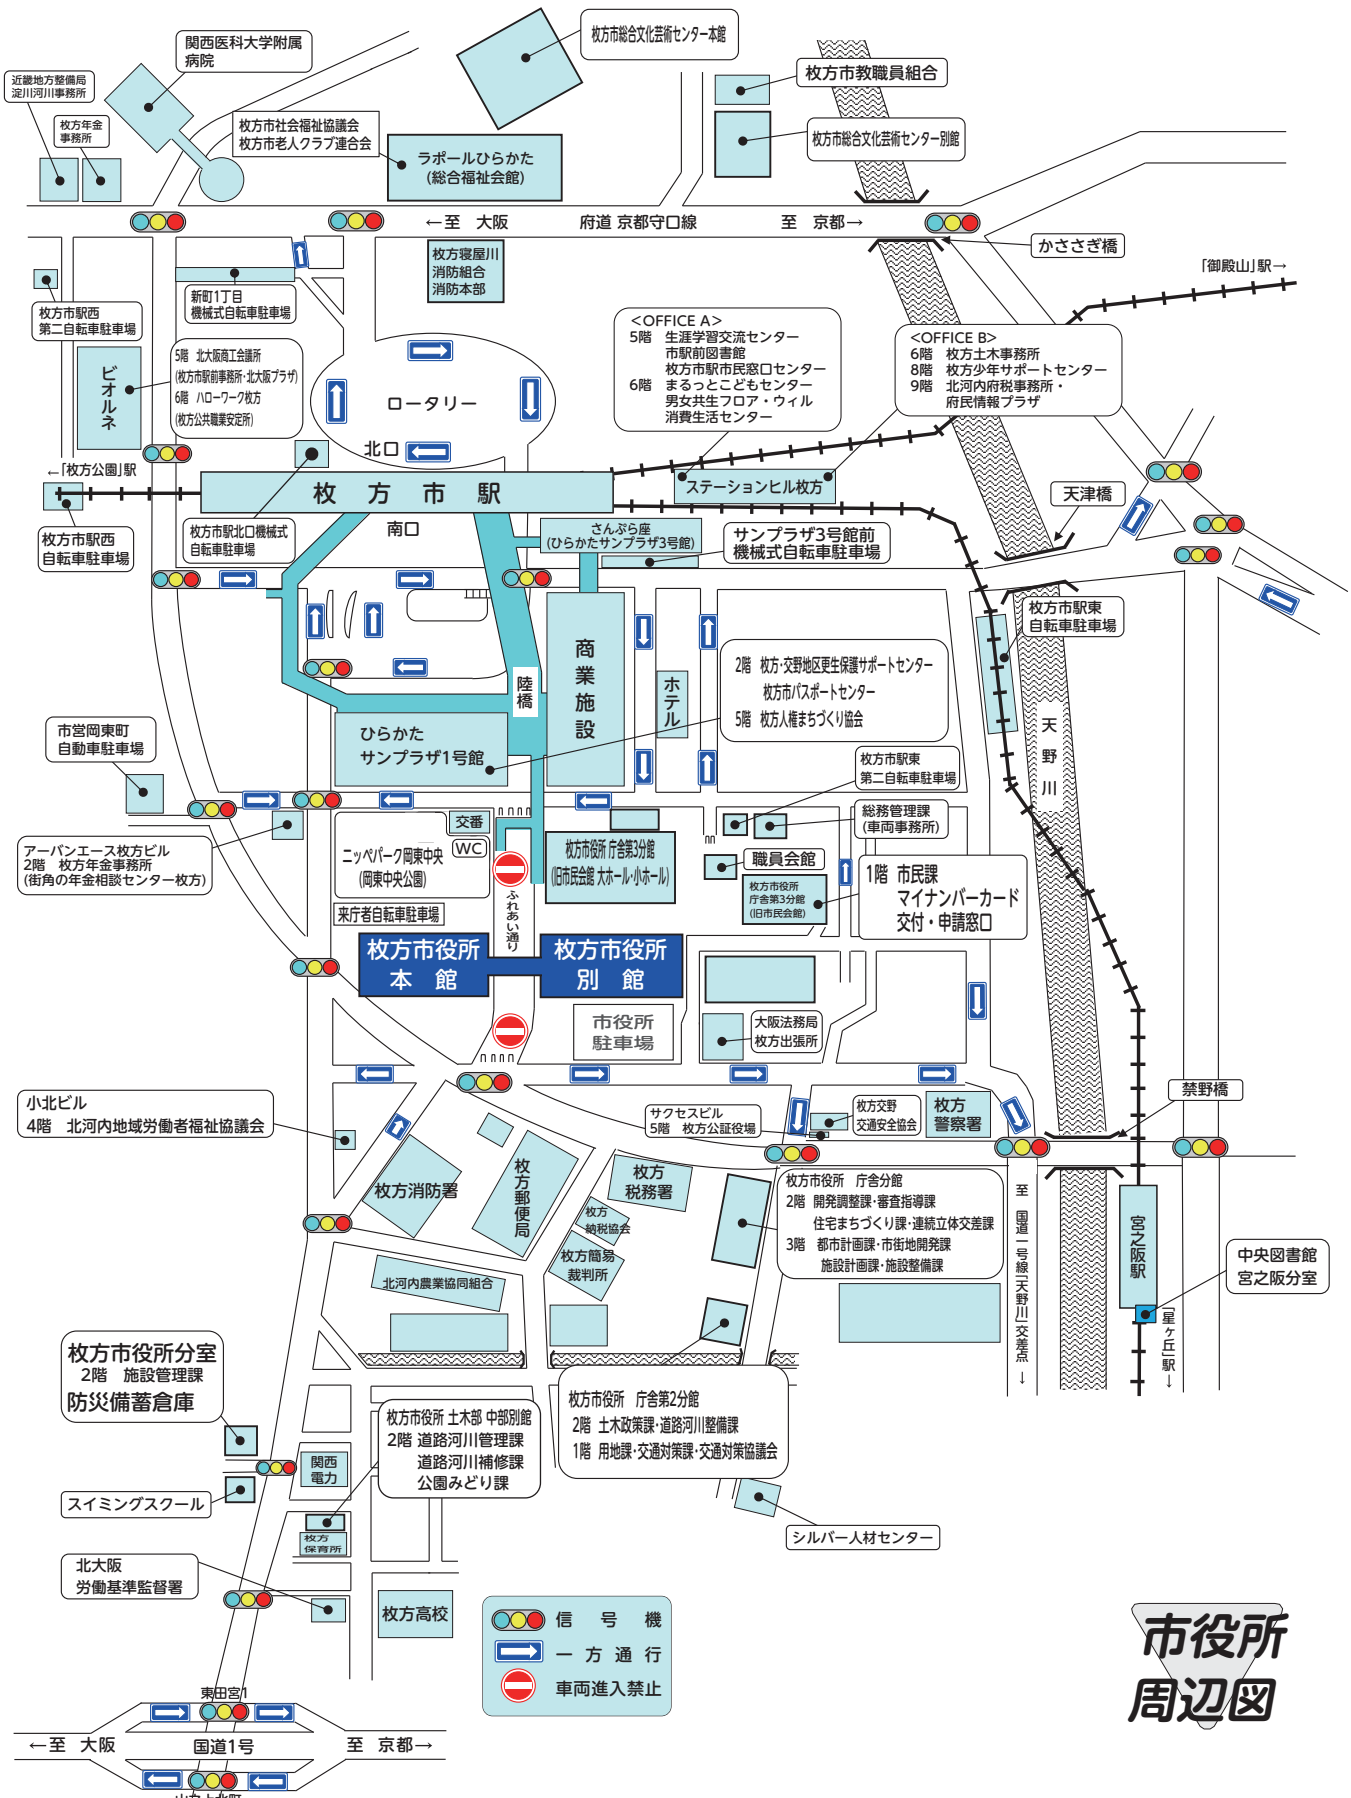 関西医科大学附属
病院
近畿地方整備局
淀川河川事務所
枚方年金
事務所
枚方市社会福祉協議会
枚方市老人クラブ連合会
ラポールひらかた
(総合福祉会館)
枚方市総合文化芸術センター本館
枚方市教職員組合
枚方市総合文化芸術センター別館
←至 大阪
府道 京都守口線
至 京都→
かささぎ橋
「御殿山」駅→
枚方寝屋川
消防組合
消防本部
新町1丁目
機械式自転車駐車場
枚方市駅西
第二自転車駐車場
ビオルネ
5階 北大阪商工会議所
(枚方市駅前事務所・北大阪プラザ)
6階 ハローワーク枚方
(枚方公共職業安定所)
ロータリー
北口
<OFFICE A>
5階 生涯学習交流センター
市駅前図書館
枚方市駅市民窓口センター
6階 まるっとこどもセンター
男女共生フロア・ウィル
消費生活センター
<OFFICE B>
6階 枚方土木事務所
8階 枚方少年サポートセンター
9階 北河内府税事務所・
府民情報プラザ
←「枚方公園」駅
枚方市駅
ステーションヒル枚方
天津橋
枚方市駅西
自転車駐車場
枚方市駅北口機械式
自転車駐車場
南口
さんぷら座
(ひらかたサンプラザ3号館)
サンプラザ3号館前
機械式自転車駐車場
枚方市駅東
自転車駐車場
商業施設
ホテル
陸橋
2階 枚方・交野地区更生保護サポートセンター
枚方市パスポートセンター
5階 枚方人権まちづくり協会
天野川
ひらかた
サンプラザ1号館
市営岡東町
自動車駐車場
枚方市駅東
第二自転車駐車場
総務管理課
(車両事務所)
アーバンエース枚方ビル
2階 枚方年金事務所
(街角の年金相談センター枚方)
交番
WC
ニッペパーク岡東中央
(岡東中央公園)
枚方市役所 庁舎第3分館
(旧市民会館 大ホール・小ホール)
職員会館
枚方市役所
庁舎第3分館
(旧市民会館)
1階 市民課
マイナンバーカード
交付・申請窓口
来庁者自転車駐車場
ふれあい通り
枚方市役所
本館
枚方市役所
別館
市役所
駐車場
大阪法務局
枚方出張所
小北ビル
4階 北河内地域労働者福祉協議会
サクセスビル
5階 枚方公証役場
枚方交野
交通安全協会
枚方
警察署
禁野橋
枚方消防署
枚方郵便局
枚方
税務署
枚方
納税協会
枚方簡易
裁判所
枚方市役所 庁舎分館
2階 開発調整課・審査指導課
住宅まちづくり課・連続立体交差課
3階 都市計画課・市街地開発課
施設計画課・施設整備課
至 国道一号線「天野川」交差点→
宮之阪駅
中央図書館
宮之阪分室
「星ヶ丘」駅→
北河内農業協同組合
枚方市役所分室
2階 施設管理課
防災備蓄倉庫
枚方市役所 土木部 中部別館
2階 道路河川管理課
道路河川補修課
公園みどり課
枚方市役所 庁舎第2分館
2階 土木政策課・道路河川整備課
1階 用地課・交通対策課・交通対策協議会
関西
電力
スイミングスクール
枚方
保育所
シルバー人材センター
北大阪
労働基準監督署
枚方高校
信号機
一方通行
車両進入禁止
市役所
周辺図
東田宮1
←至 大阪
国道1号
至 京都→